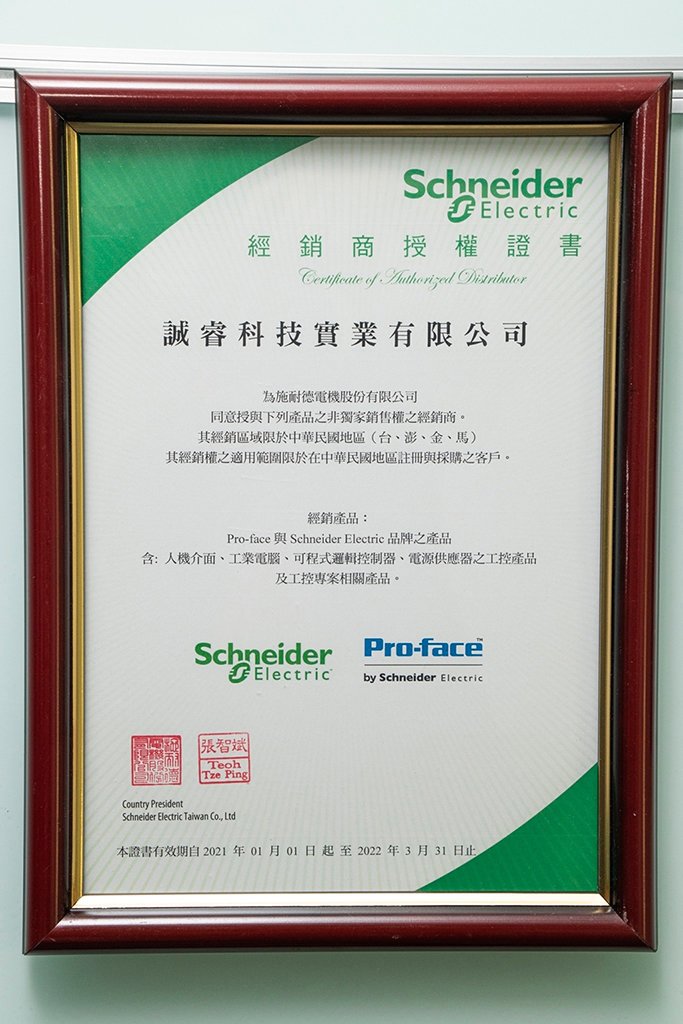 Schneider
Electric
經銷商授權證書
Certificate of Authorized Distributor
誠睿科技實業有限公司
為施耐德電機股份有限公司
同意授與下列產品之非獨家銷售權之經銷商。
其經銷區域限於中華民國地區（台、澎、金、馬）
其經銷權之適用範圍限於在中華民國地區註冊與採購之客戶。
經銷產品：
Pro-face 與 Schneider Electric 品牌之產品
含: 人機介面、工業電腦、可程式邏輯控制器、電源供應器之工控產品
及工控專案相關產品。
Schneider
Electric™
Pro-face™
by Schneider Electric
張智斌
Teoh
Tze Ping
Country President
Schneider Electric Taiwan Co., Ltd
本證書有效期自 2021 年 01 月 01 日 起 至 2022 年 3 月 31 日止